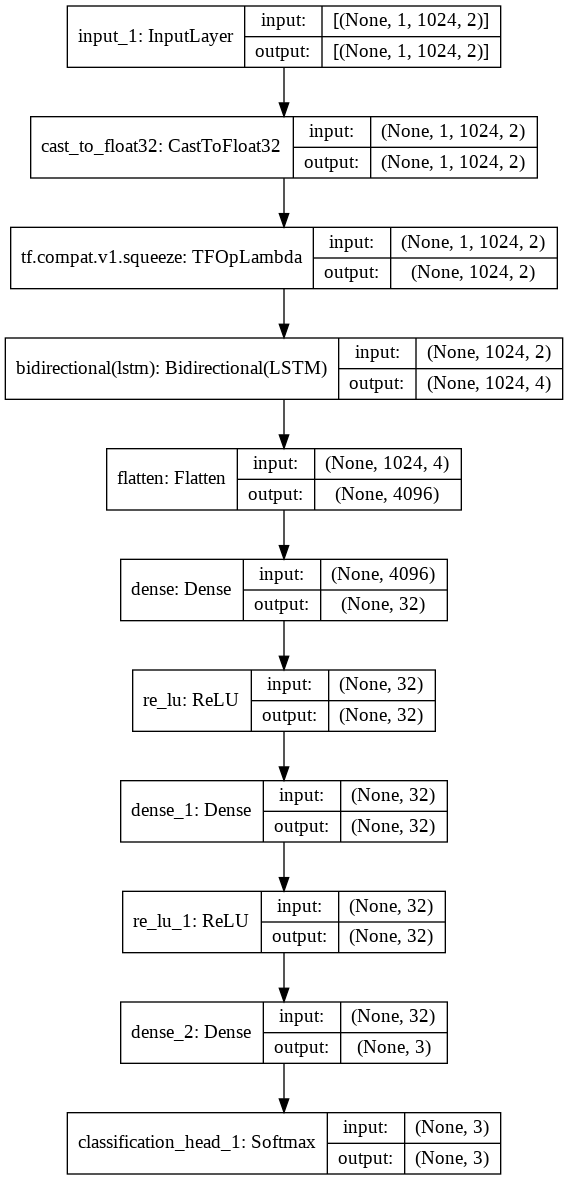 input_1: InputLayer
input: [(None, 1, 1024, 2)]
output: [(None, 1, 1024, 2)]
cast_to_float32: CastToFloat32
input: (None, 1, 1024, 2)
output: (None, 1, 1024, 2)
tf.compat.v1.squeeze: TFOpLambda
input: (None, 1, 1024, 2)
output: (None, 1024, 2)
bidirectional(lstm): Bidirectional(LSTM)
input: (None, 1024, 2)
output: (None, 1024, 4)
flatten: Flatten
input: (None, 1024, 4)
output: (None, 4096)
dense: Dense
input: (None, 4096)
output: (None, 32)
re_lu: ReLU
input: (None, 32)
output: (None, 32)
dense_1: Dense
input: (None, 32)
output: (None, 32)
re_lu_1: ReLU
input: (None, 32)
output: (None, 32)
dense_2: Dense
input: (None, 32)
output: (None, 3)
classification_head_1: Softmax
input: (None, 3)
output: (None, 3)